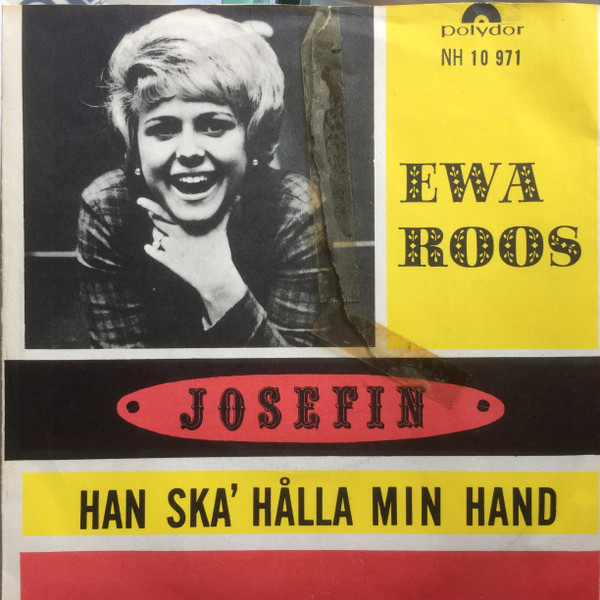 polydor
NH 10 971
EWA
ROOS
JOSEFIN
HAN SKA' HÅLLA MIN HAND